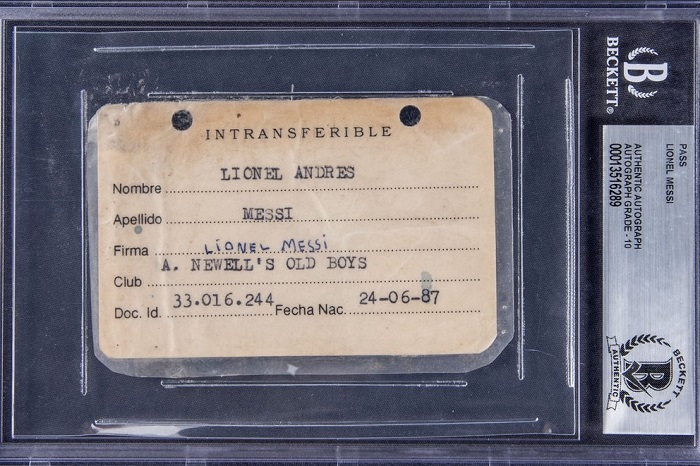 INTRANSFERIBLE
Nombre LIONEL ANDRES
Apellido MESSI
Firma LIONEL MESSI
Club A. NEWELL'S OLD BOYS
Doc. Id. 33.016.244 Fecha Nac. 24-06-87
B
BECKETT®
PASS
LIONEL MESSI
AUTHENTIC AUTOGRAPH
AUTOGRAPH GRADE - 10
00013516289
BECKETT
B
AUTHENTIC